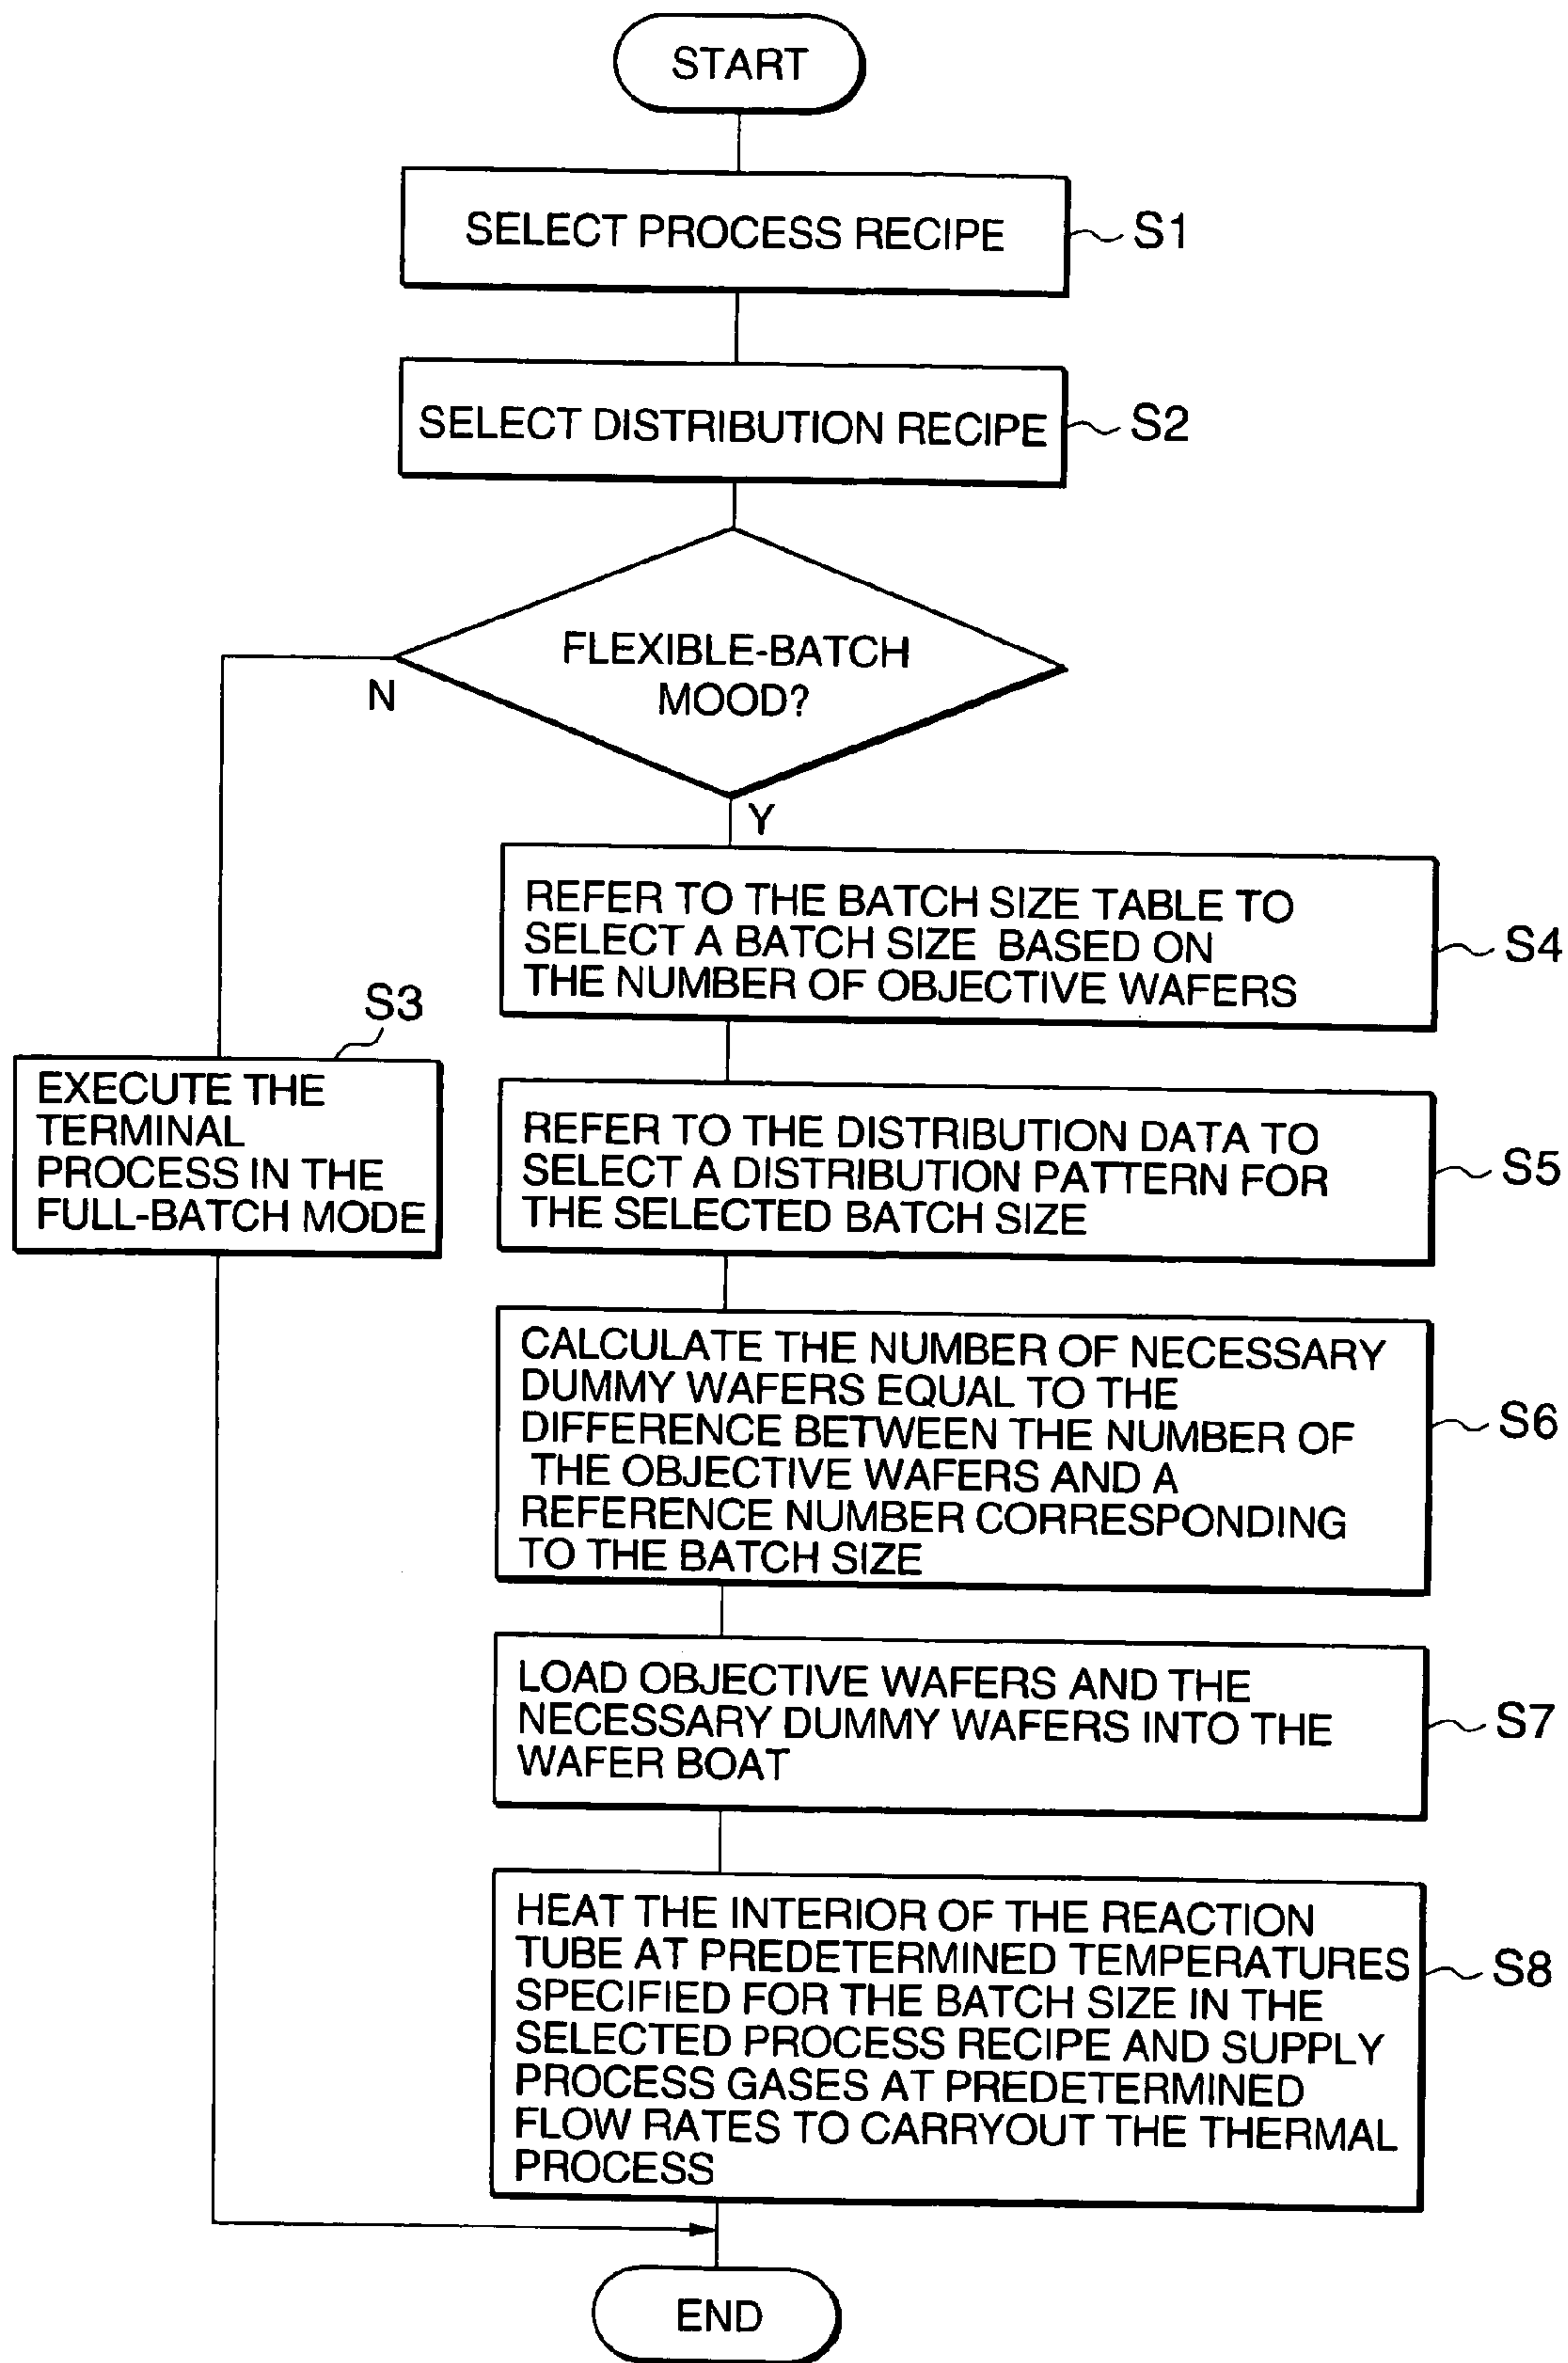 START
SELECT PROCESS RECIPE
S1
SELECT DISTRIBUTION RECIPE
S2
FLEXIBLE-BATCH
MOOD?
N
Y
REFER TO THE BATCH SIZE TABLE TO
SELECT A BATCH SIZE BASED ON
THE NUMBER OF OBJECTIVE WAFERS
S4
S3
EXECUTE THE
TERMINAL
PROCESS IN THE
FULL-BATCH MODE
REFER TO THE DISTRIBUTION DATA TO
SELECT A DISTRIBUTION PATTERN FOR
THE SELECTED BATCH SIZE
S5
CALCULATE THE NUMBER OF NECESSARY
DUMMY WAFERS EQUAL TO THE
DIFFERENCE BETWEEN THE NUMBER OF
THE OBJECTIVE WAFERS AND A
REFERENCE NUMBER CORRESPONDING
TO THE BATCH SIZE
S6
LOAD OBJECTIVE WAFERS AND THE
NECESSARY DUMMY WAFERS INTO THE
WAFER BOAT
S7
HEAT THE INTERIOR OF THE REACTION
TUBE AT PREDETERMINED TEMPERATURES
SPECIFIED FOR THE BATCH SIZE IN THE
SELECTED PROCESS RECIPE AND SUPPLY
PROCESS GASES AT PREDETERMINED
FLOW RATES TO CARRYOUT THE THERMAL
PROCESS
S8
END